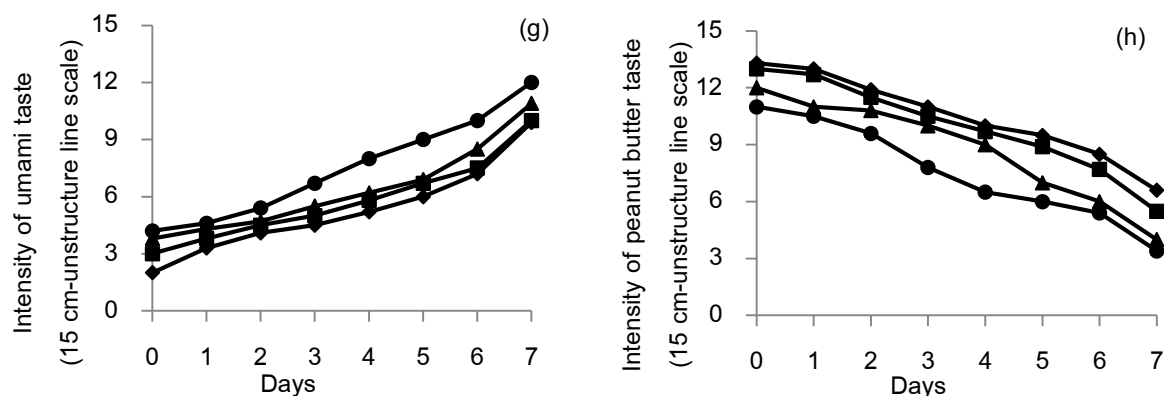 (g)
Intensity of umami taste
(15 cm-unstructure line scale)
15
12
9
6
3
0
0 1 2 3 4 5 6 7
Days
(h)
Intensity of peanut butter taste
(15 cm-unstructure line scale)
15
12
9
6
3
0
0 1 2 3 4 5 6 7
Days